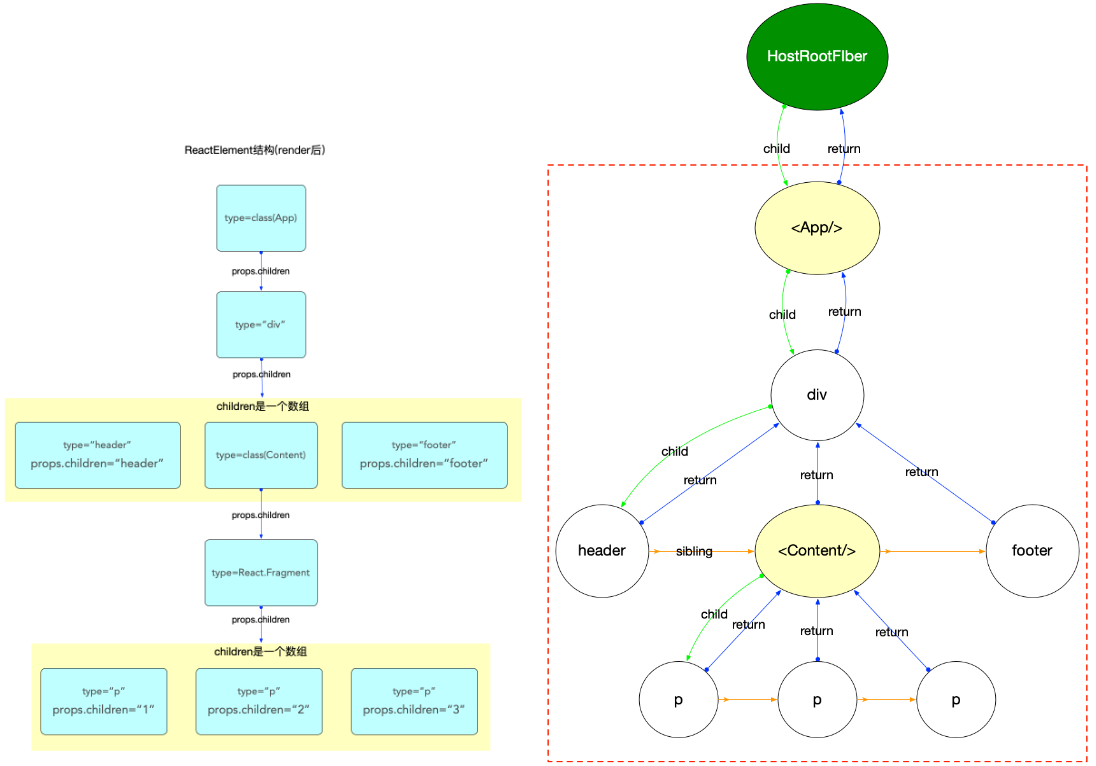 ReactElement结构(render后)
type=class(App)
props.children
type=“div”
props.children
children是一个数组
type=“header”
props.children=“header”
type=class(Content)
type=“footer”
props.children=“footer”
props.children
type=React.Fragment
props.children
children是一个数组
type=“p”
props.children=“1”
type=“p”
props.children=“2”
type=“p”
props.children=“3”
HostRootFIber
child
return
<App/>
child
return
div
child
return
return
return
header
sibling
<Content/>
footer
child
return
return
return
p
p
p